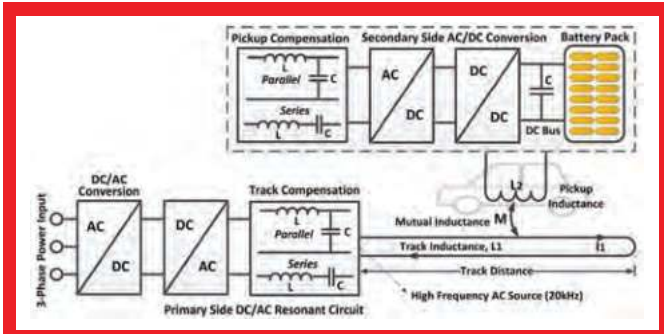 Pickup Compensation
Secondary Side AC/DC Conversion
Battery Pack
L
Parallel
C
Series
L
C
AC
DC
DC
DC
C
DC Bus
L2
Pickup
Inductance
M
Mutual Inductance
Track Inductance, L1
I1
Track Distance
High Frequency AC Source (20kHz)
DC/AC
Conversion
Track Compensation
3-Phase Power Input
AC
DC
DC
AC
L
Parallel
C
Series
L
C
Primary Side DC/AC Resonant Circuit